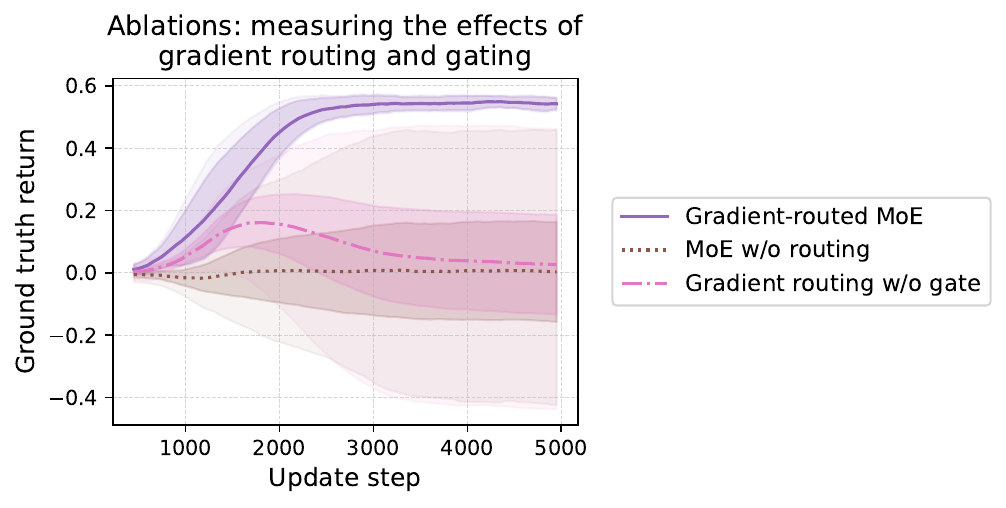 Ablations: measuring the effects of
gradient routing and gating
Ground truth return
0.6
0.4
0.2
0.0
−0.2
−0.4
1000 2000 3000 4000 5000
Update step
Gradient-routed MoE
MoE w/o routing
Gradient routing w/o gate